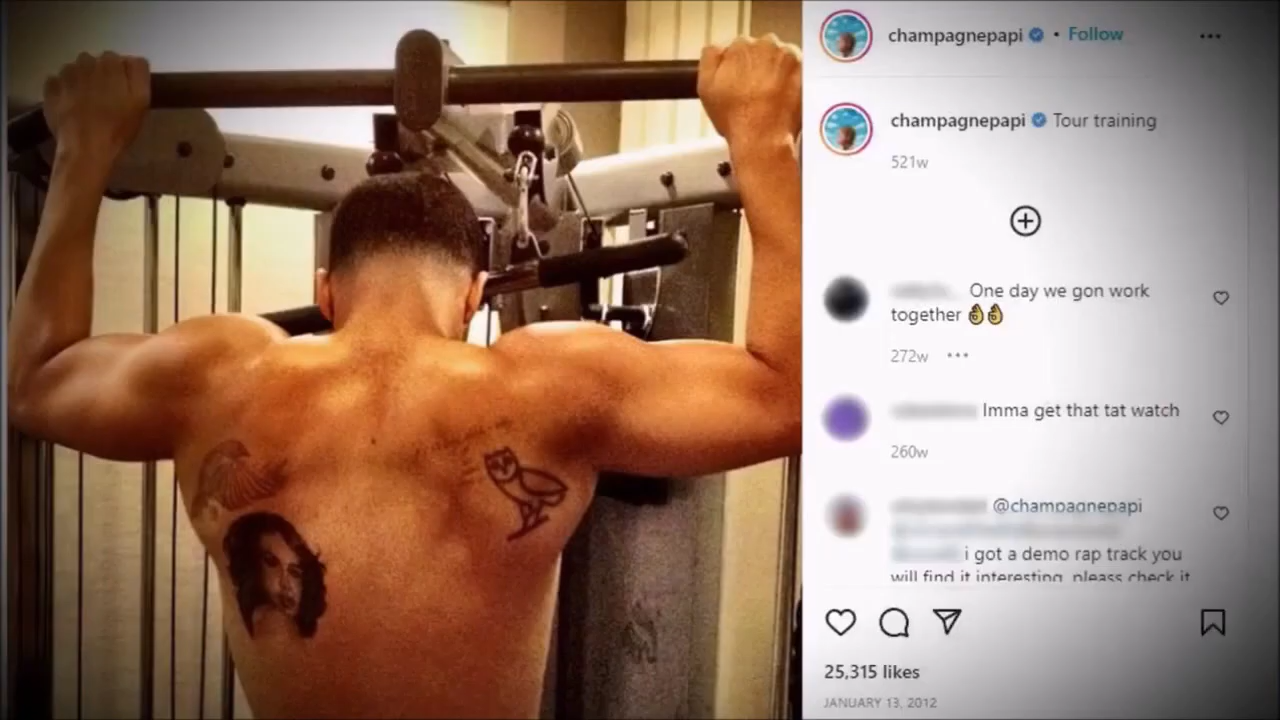 champagnepapi • Follow
champagnepapi Tour training
521w
One day we gon work
together 👌👌
272w
Imma get that tat watch
260w
@champagnepapi
i got a demo rap track you
will find it interesting, pleass check it
25,315 likes
JANUARY 13, 2012